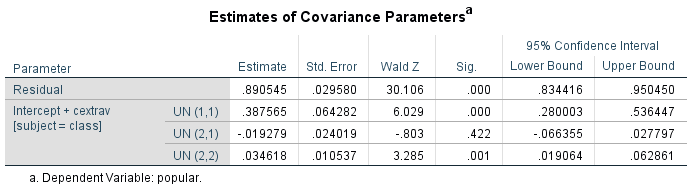 Estimates of Covariance Parametersa
95% Confidence Interval
Parameter Estimate Std. Error Wald Z Sig. Lower Bound Upper Bound
Residual .890545 .029580 30.106 .000 .834416 .950450
Intercept + cextrav [subject = class] UN (1,1) .387565 .064282 6.029 .000 .280003 .536447
UN (2,1) -.019279 .024019 -.803 .422 -.066355 .027797
UN (2,2) .034618 .010537 3.285 .001 .019064 .062861
a. Dependent Variable: popular.